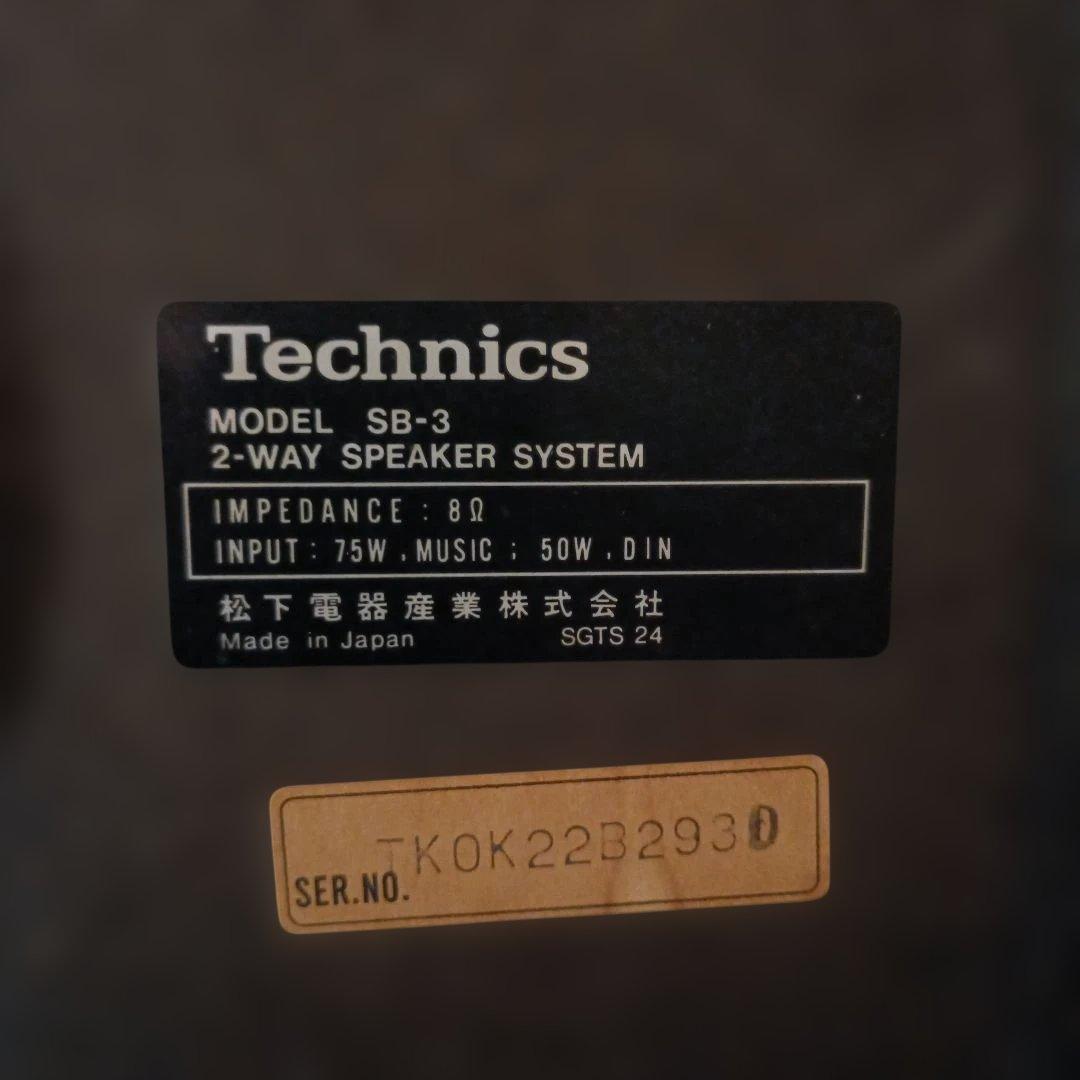 Technics
MODEL SB-3
2-WAY SPEAKER SYSTEM
IMPEDANCE : 8Ω
INPUT : 75W , MUSIC ; 50W , DIN
松下電器産業株式会社
Made in Japan SGTS 24
SER.NO.